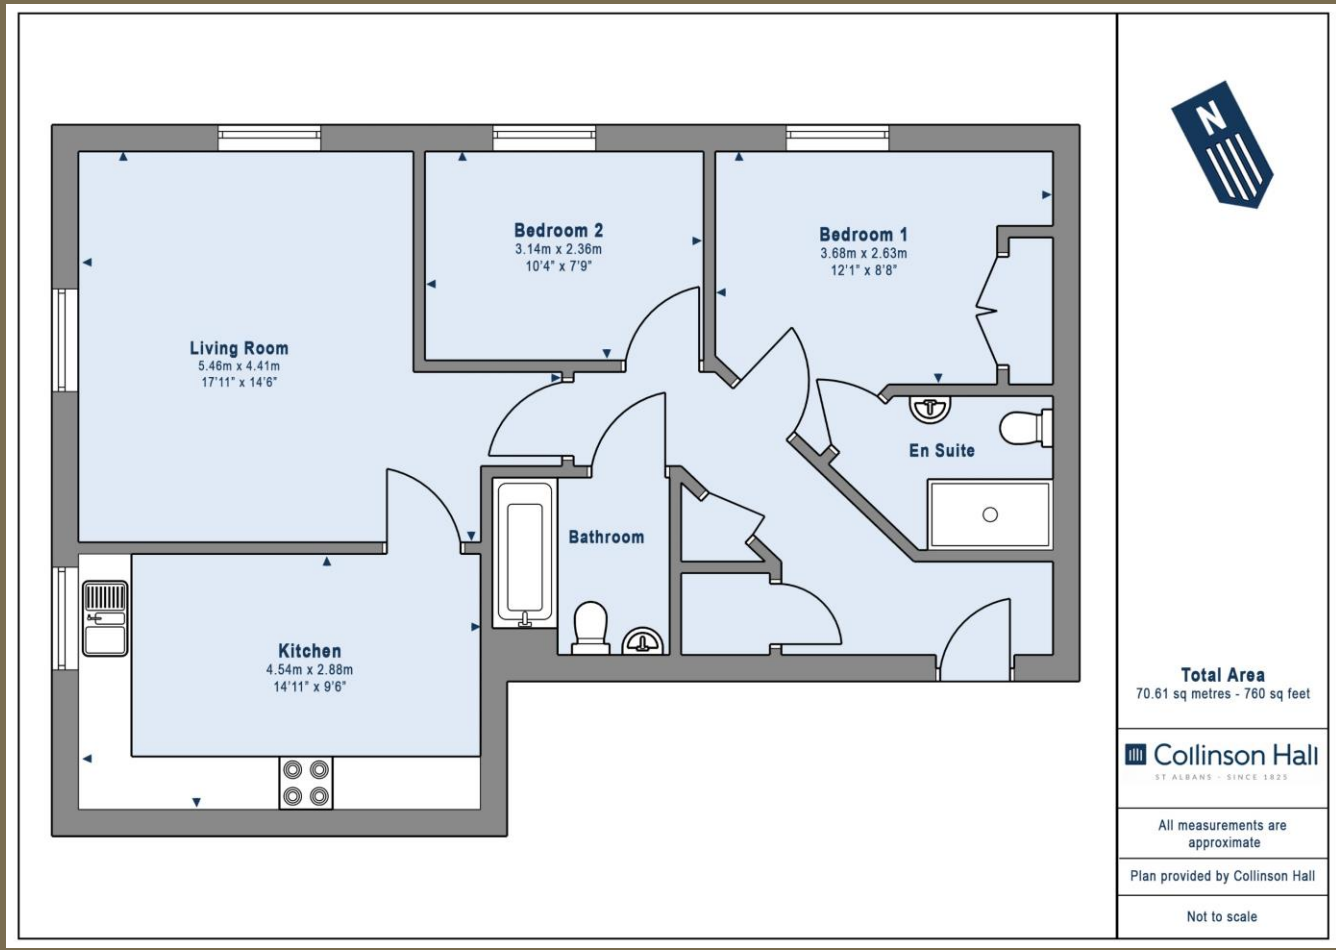 Bedroom 2
3.14m x 2.36m
10'4" x 7'9"
Bedroom 1
3.68m x 2.63m
12'1" x 8'8"
Living Room
5.46m x 4.41m
17'11" x 14'6"
En Suite
Bathroom
Kitchen
4.54m x 2.88m
14'11" x 9'6"
N
Total Area
70.61 sq metres - 760 sq feet
Collinson Hall
ST ALBANS - SINCE 1825
All measurements are
approximate
Plan provided by Collinson Hall
Not to scale